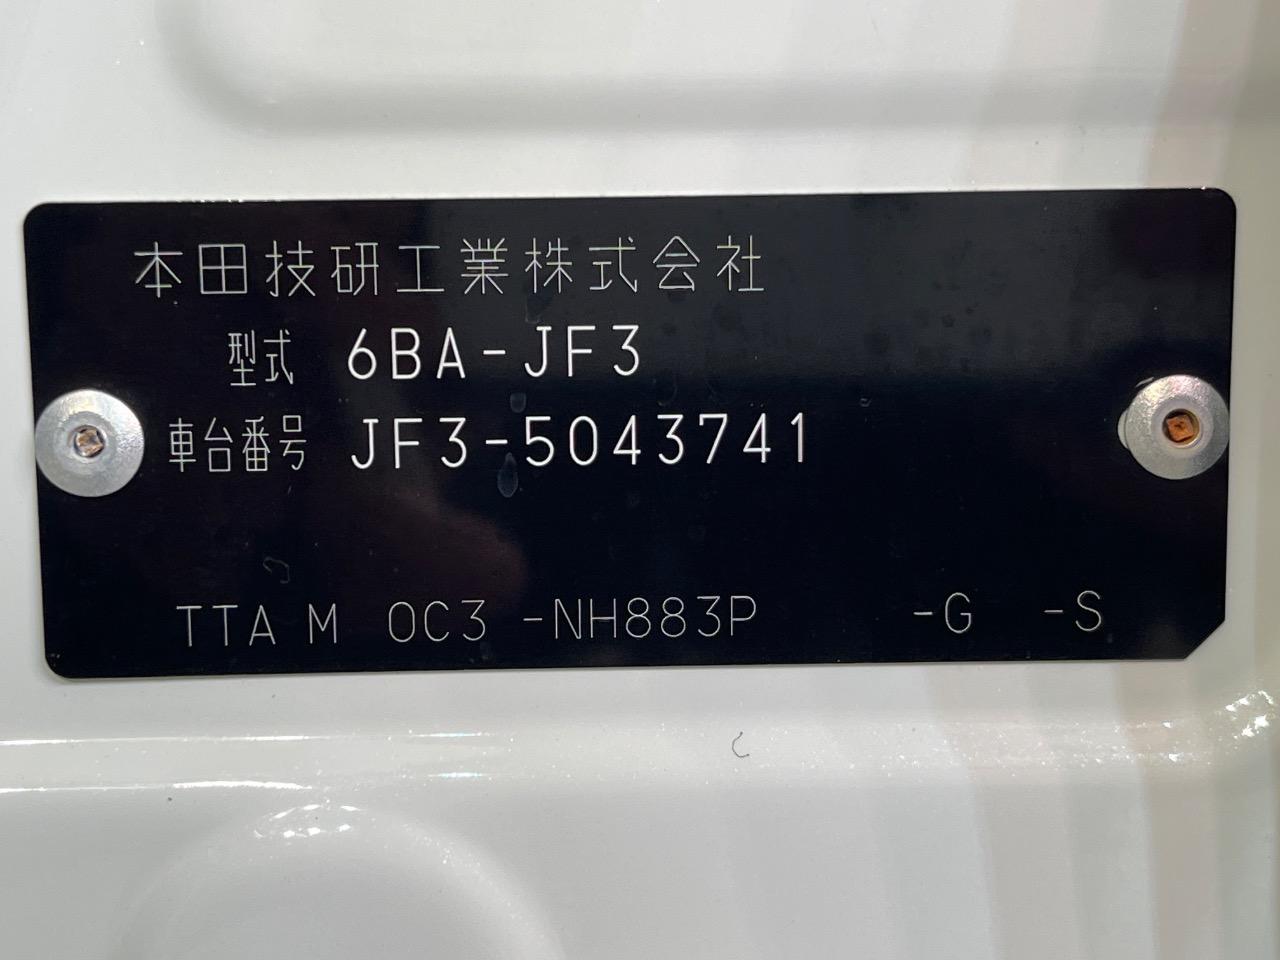 本田技研工業株式会社
型式 6BA-JF3
車台番号 JF3-5043741
TTA M 0C3 -NH883P -G -S